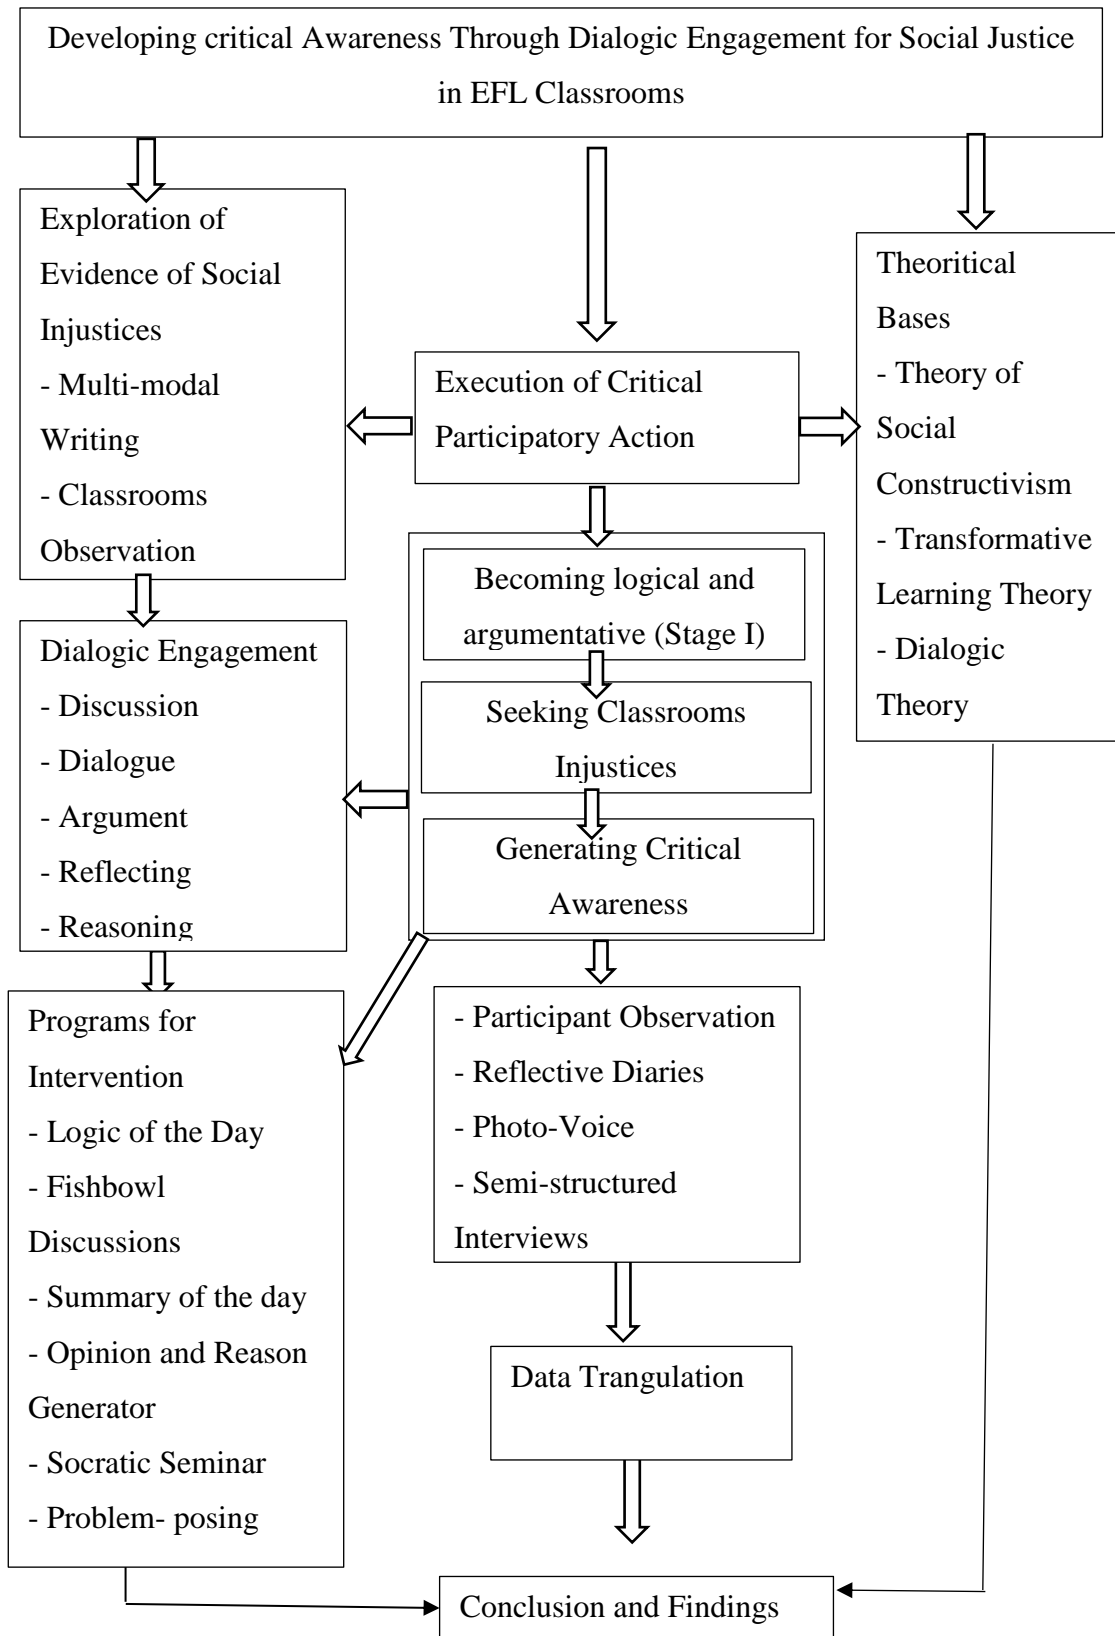 Developing critical Awareness Through Dialogic Engagement for Social Justice
in EFL Classrooms
Exploration of
Evidence of Social
Injustices
- Multi-modal
Writing
- Classrooms
Observation
Execution of Critical
Participatory Action
Theoritical
Bases
- Theory of
Social
Constructivism
- Transformative
Learning Theory
- Dialogic
Theory
Becoming logical and
argumentative (Stage I)
Seeking Classrooms
Injustices
Generating Critical
Awareness
Dialogic Engagement
- Discussion
- Dialogue
- Argument
- Reflecting
- Reasoning
Programs for
Intervention
- Logic of the Day
- Fishbowl
Discussions
- Summary of the day
- Opinion and Reason
Generator
- Socratic Seminar
- Problem- posing
- Participant Observation
- Reflective Diaries
- Photo-Voice
- Semi-structured
Interviews
Data Trangulation
Conclusion and Findings